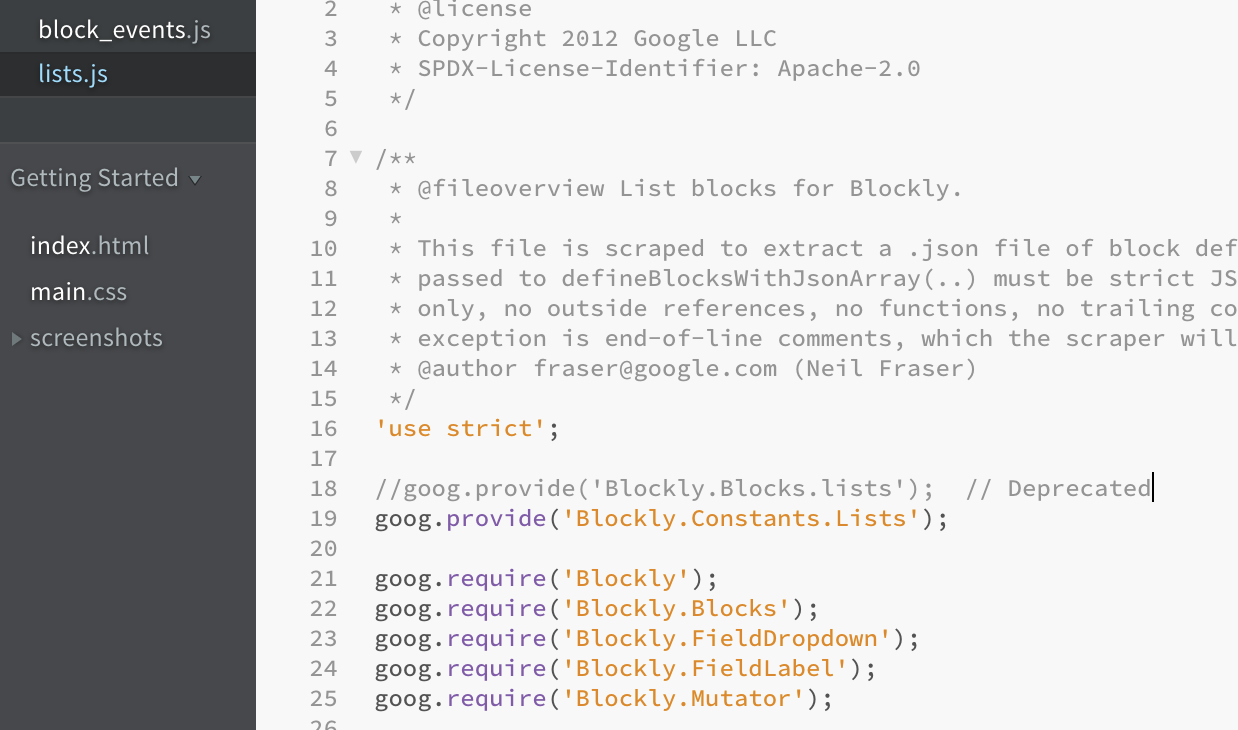 block_events.js
lists.js
Getting Started
index.html
main.css
screenshots
2 * @license
3 * Copyright 2012 Google LLC
4 * SPDX-License-Identifier: Apache-2.0
5 */
6
7 /**
8 * @fileoverview List blocks for Blockly.
9 *
10 * This file is scraped to extract a .json file of block def
11 * passed to defineBlocksWithJsonArray(..) must be strict JS
12 * only, no outside references, no functions, no trailing co
13 * exception is end-of-line comments, which the scraper will
14 * @author fraser@google.com (Neil Fraser)
15 */
16 'use strict';
17
18 //goog.provide('Blockly.Blocks.lists');  // Deprecated
19 goog.provide('Blockly.Constants.Lists');
20
21 goog.require('Blockly');
22 goog.require('Blockly.Blocks');
23 goog.require('Blockly.FieldDropdown');
24 goog.require('Blockly.FieldLabel');
25 goog.require('Blockly.Mutator');
26